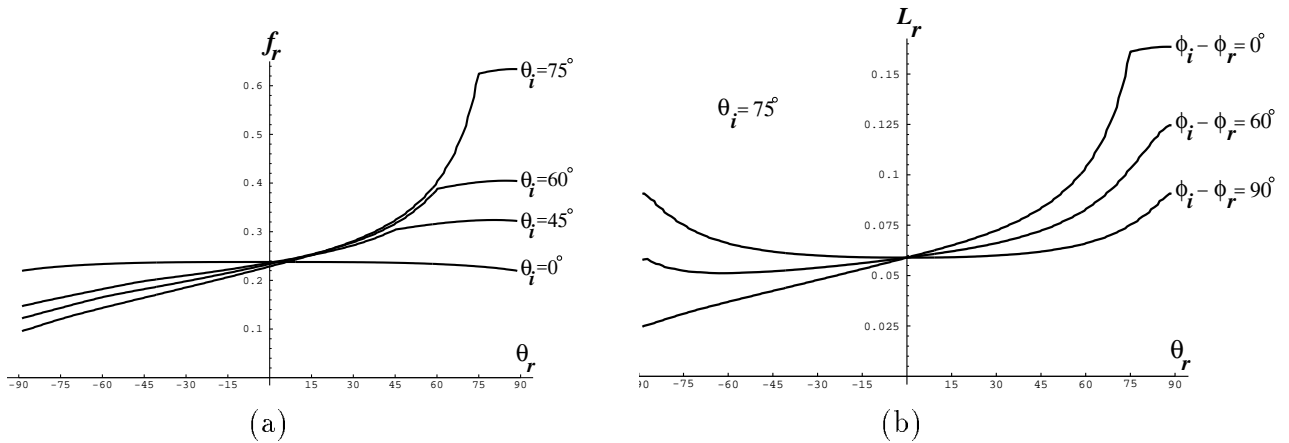 f_r
0.6
0.5
0.4
0.3
0.2
0.1
θ_i=75°
θ_i=60°
θ_i=45°
θ_i=0°
θ_r
-90 -75 -60 -45 -30 -15 15 30 45 60 75 90
(a)
L_r
0.15
0.125
0.1
0.075
0.05
0.025
θ_i=75°
ϕ_i - ϕ_r=0°
ϕ_i - ϕ_r=60°
ϕ_i - ϕ_r=90°
θ_r
90 -75 -60 -45 -30 -15 15 30 45 60 75 90
(b)